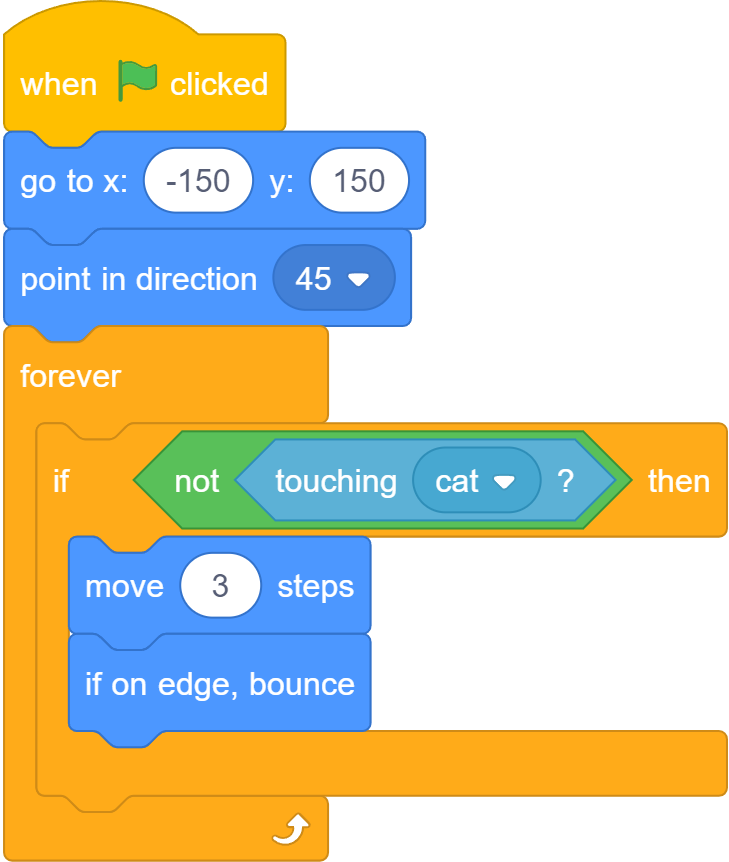 when clicked
go to x: -150 y: 150
point in direction 45
forever
if not touching cat ? then
move 3 steps
if on edge, bounce